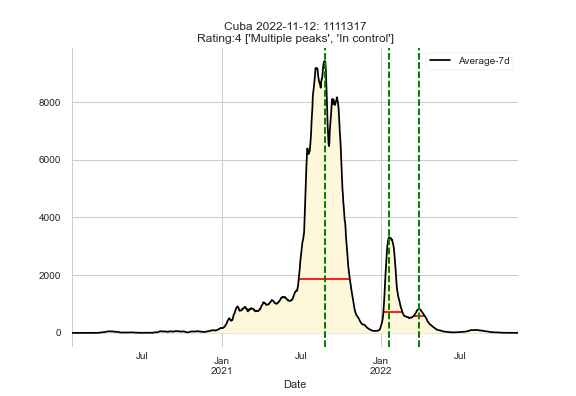 Cuba 2022-11-12: 1111317
Rating:4 ['Multiple peaks', 'In control']
Average-7d
8000
6000
4000
2000
0
Jul
Jan
2021
Jul
Jan
2022
Jul
Date